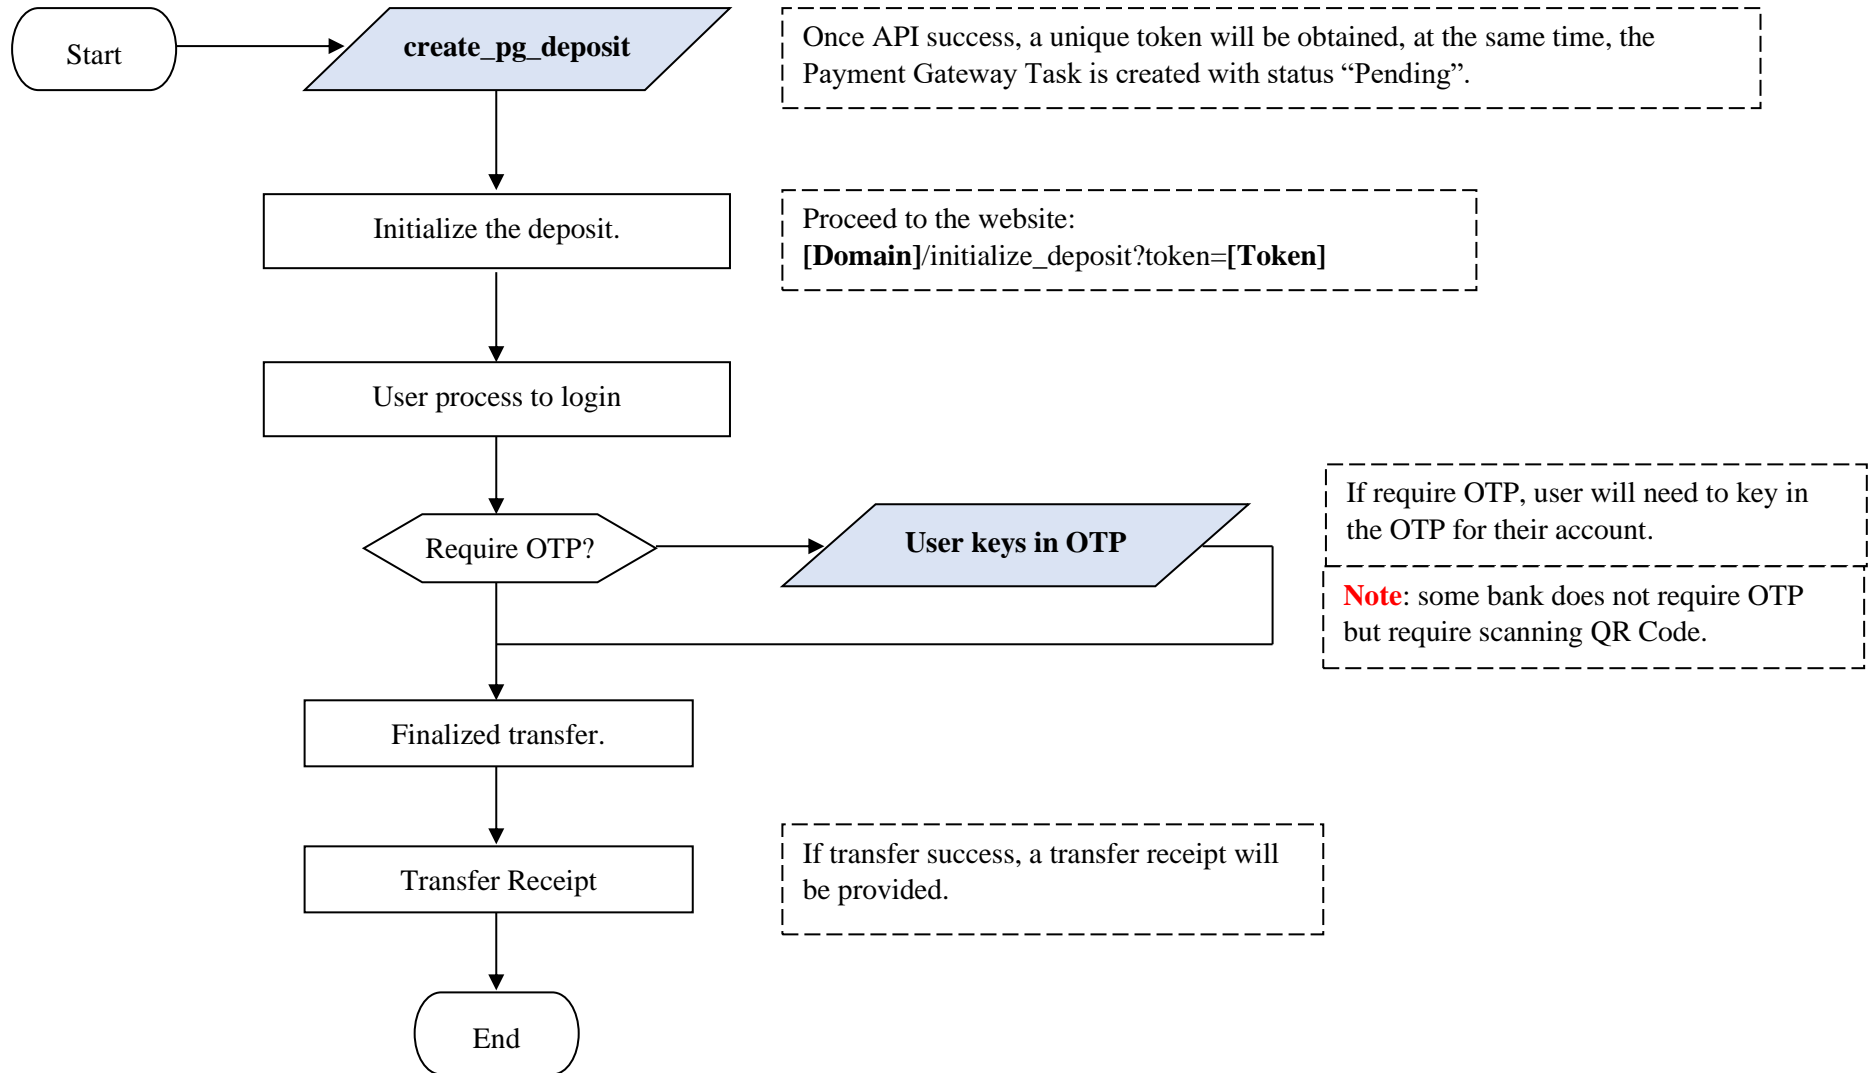 Start
create_pg_deposit
Once API success, a unique token will be obtained, at the same time, the
Payment Gateway Task is created with status “Pending”.
Initialize the deposit.
Proceed to the website:
[Domain]/initialize_deposit?token=[Token]
User process to login
Require OTP?
User keys in OTP
If require OTP, user will need to key in
the OTP for their account.
Note: some bank does not require OTP
but require scanning QR Code.
Finalized transfer.
Transfer Receipt
If transfer success, a transfer receipt will
be provided.
End